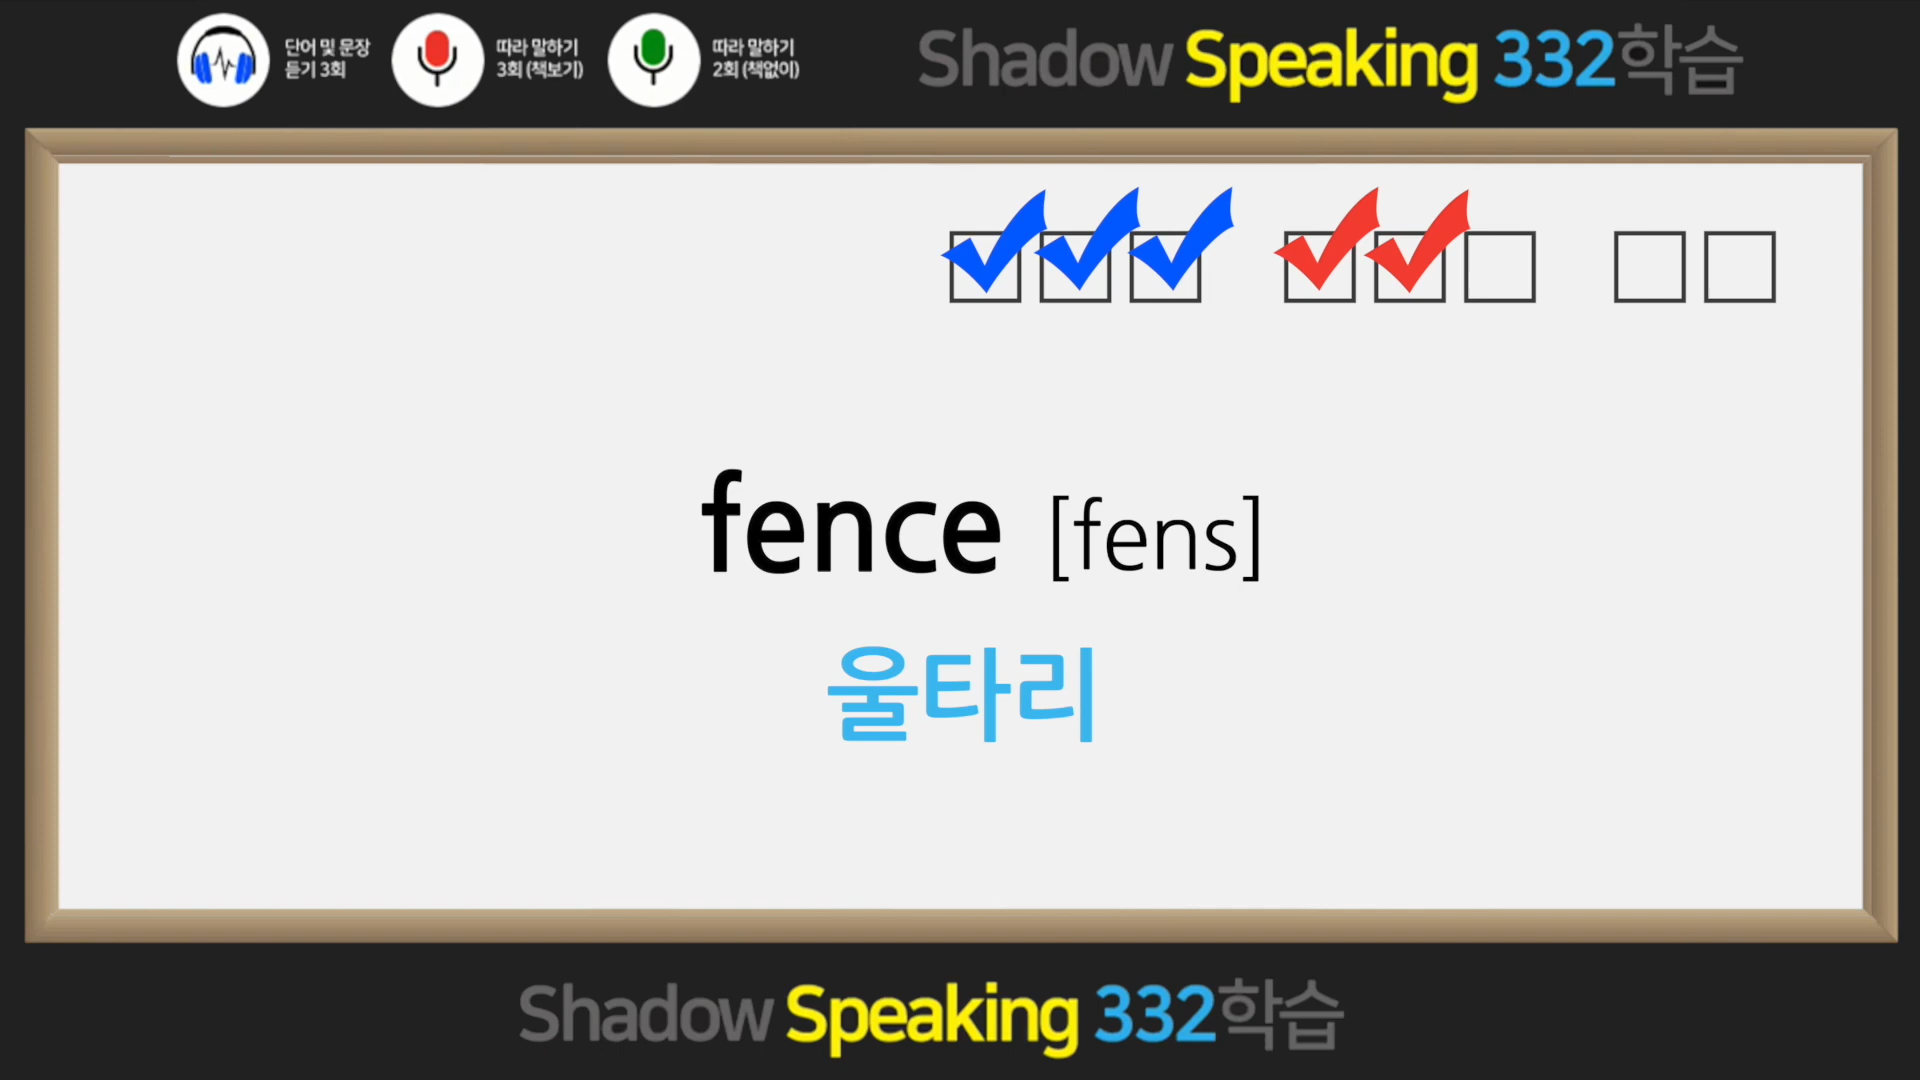 단어 및 문장
듣기 3회
따라 말하기
3회 (책보기)
따라 말하기
2회 (책없이)
Shadow Speaking 332학습
fence [fens]
울타리
Shadow Speaking 332학습